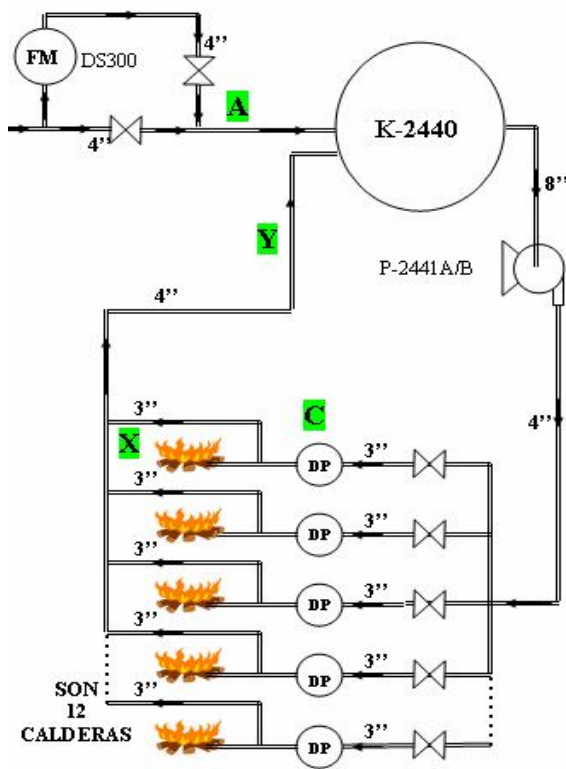 4’’
FM
DS300
A
4’’
K-2440
8’’
Y
P-2441A/B
4’’
4’’
3’’
C
X
3’’
DP
3’’
3’’
DP
3’’
3’’
DP
3’’
3’’
DP
SON
12
CALDERAS
3’’
3’’
DP